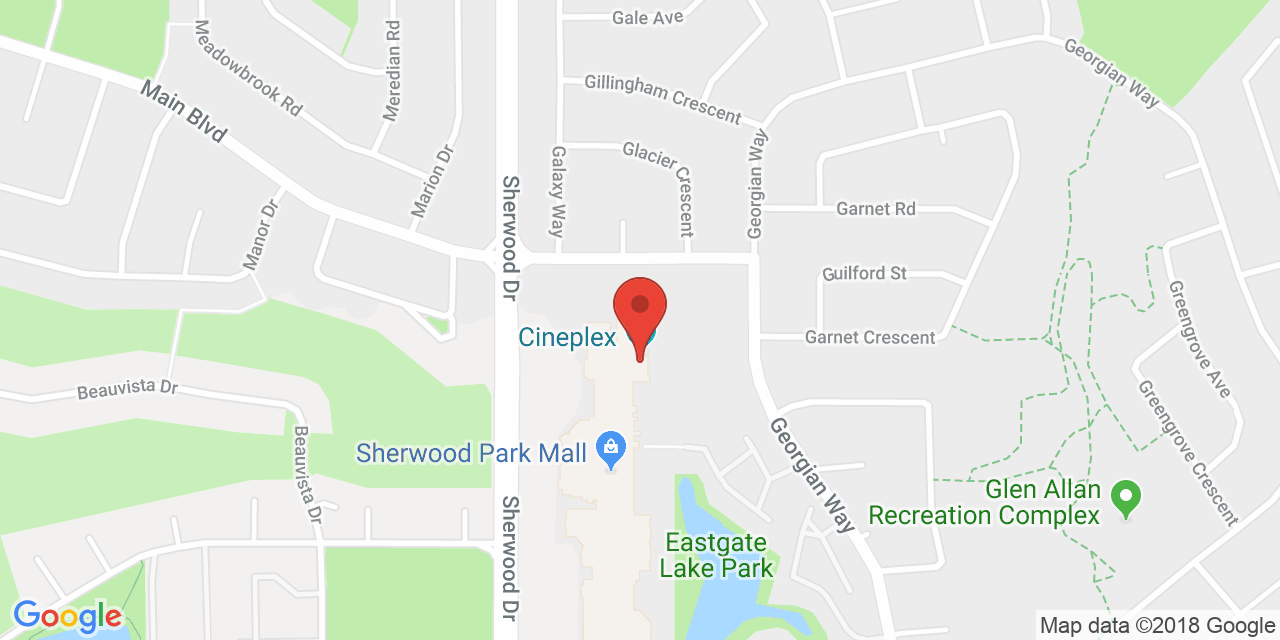 Gale Ave
Georgian Way
Meadowbrook Rd
Meredian Rd
Gillingham Crescent
Main Blvd
Marion Dr
Galaxy Way
Glacier Crescent
Georgian Way
Sherwood Dr
Garnet Rd
Manor Dr
Guilford St
Greengrove Ave
Cineplex
Garnet Crescent
Beauvista Dr
Greengrove Crescent
Beauvista Dr
Sherwood Park Mall
Georgian Way
Glen Allan
Recreation Complex
Sherwood Dr
Eastgate
Lake Park
Google
Map data ©2018 Google